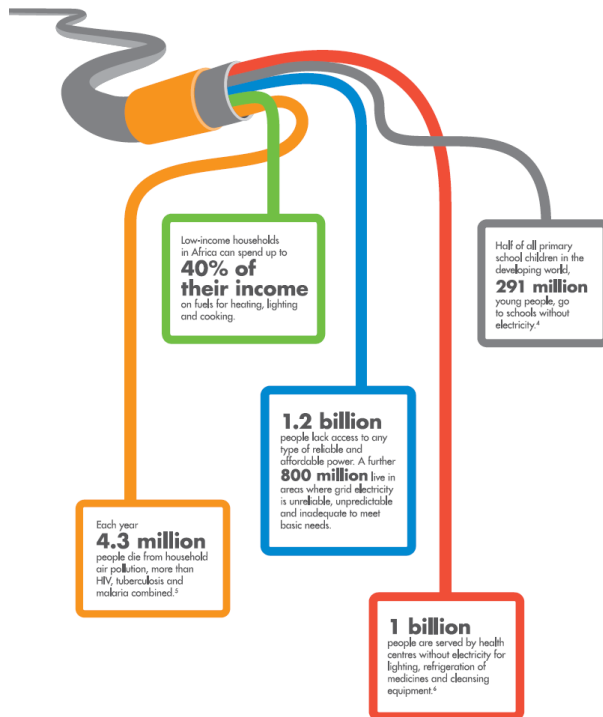 Low-income households
in Africa can spend up to
40% of
their income
on fuels for heating, lighting
and cooking.
Half of all primary
school children in the
developing world,
291 million
young people, go
to schools without
electricity.⁴
1.2 billion
people lack access to any
type of reliable and
affordable power. A further
800 million live in
areas where grid electricity
is unreliable, unpredictable
and inadequate to meet
basic needs.
Each year
4.3 million
people die from household
air pollution, more than
HIV, tuberculosis and
malaria combined.⁵
1 billion
people are served by health
centres without electricity for
lighting, refrigeration of
medicines and cleansing
equipment.⁶